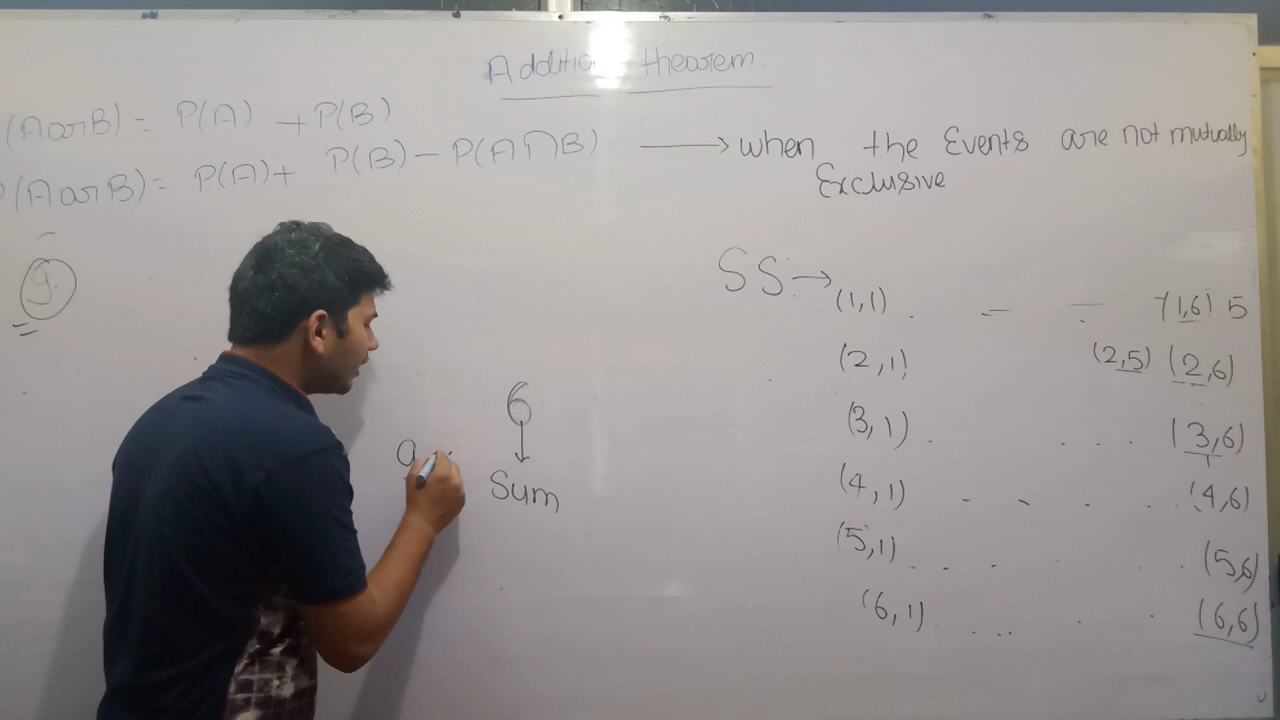 Addition theorem
(A or B) = P(A) + P(B)
P(A or B) = P(A) + P(B) - P(A∩B) → when the Events are not mutually
Exclusive
9.
SS: → (1,1) . - - (1,6) 5
(2,1) (2,5) (2,6)
(3,1) . . . . (3,6)
(4,1) - - . . . (4,6)
(5,1) . . . . . . (5,6)
(6,1) . . . . . (6,6)
6
↓
Sum
a